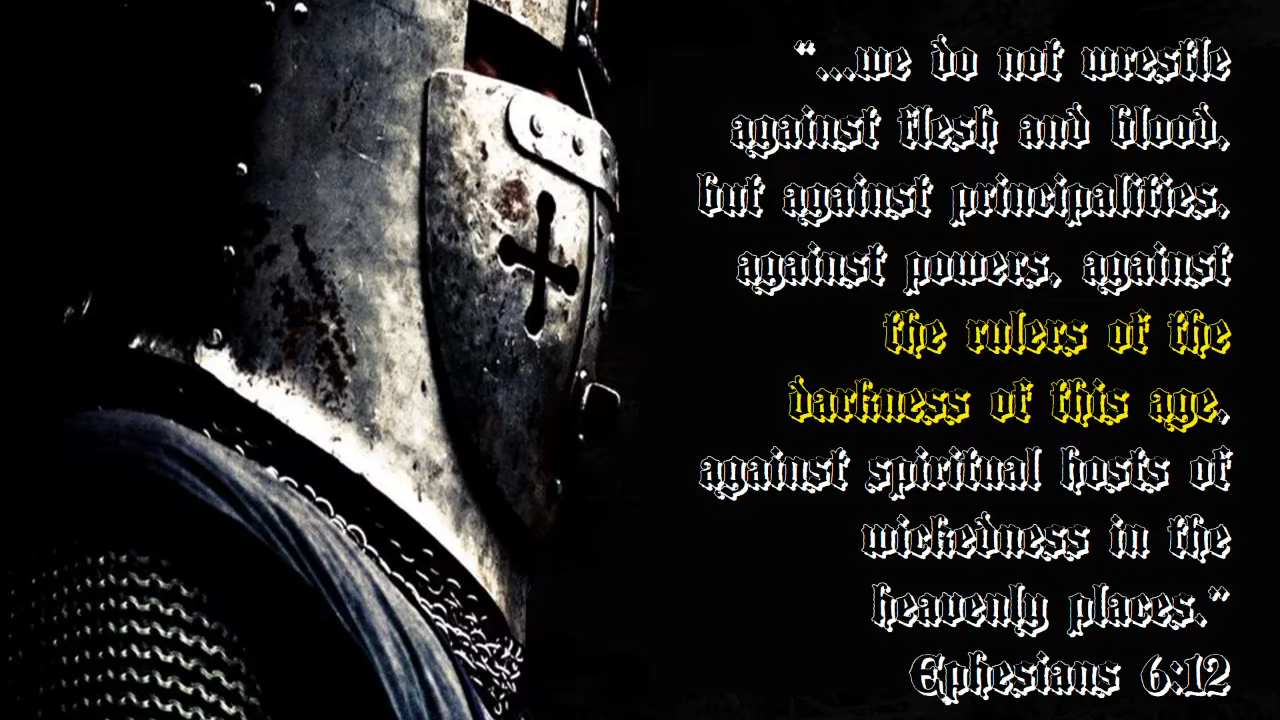 “...we do not wrestle
against flesh and blood,
but against principalities,
against powers, against
the rulers of the
darkness of this age,
against spiritual hosts of
wickedness in the
heavenly places.”
Ephesians 6:12